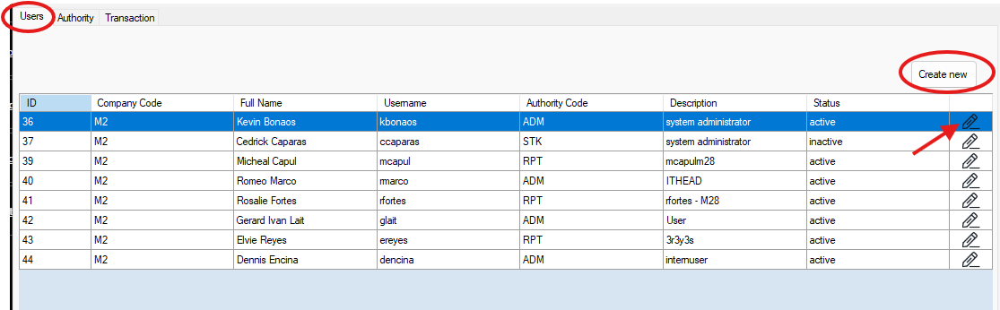 Users Authority Transaction
Create new
ID Company Code Full Name Username Authority Code Description Status
36 M2 Kevin Bonaos kbonaos ADM system administrator active
37 M2 Cedrick Caparas ccaparas STK system administrator inactive
39 M2 Micheal Capul mcapul RPT mcapulm28 active
40 M2 Romeo Marco rmarco ADM ITHEAD active
41 M2 Rosalie Fortes rfortes RPT rfortes - M28 active
42 M2 Gerard Ivan Lait glait ADM User active
43 M2 Elvie Reyes ereyes RPT 3r3y3s active
44 M2 Dennis Encina dencina ADM internuser active